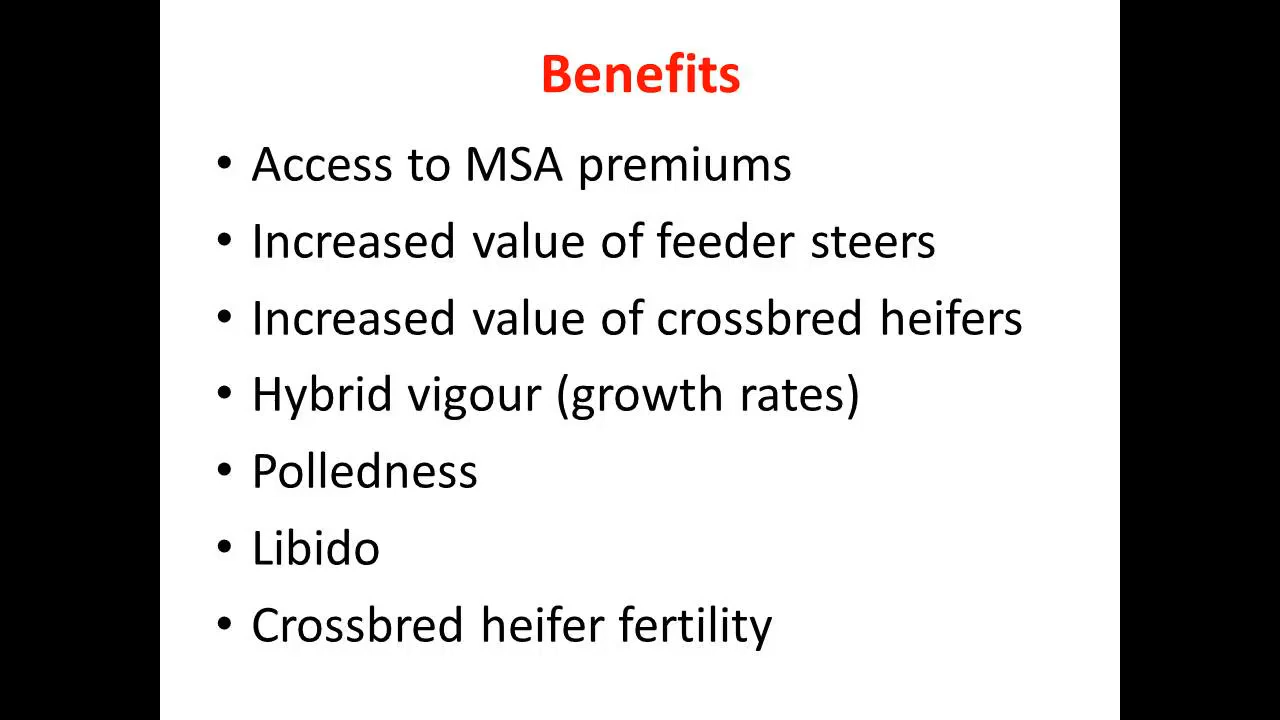 Benefits
• Access to MSA premiums
• Increased value of feeder steers
• Increased value of crossbred heifers
• Hybrid vigour (growth rates)
• Polledness
• Libido
• Crossbred heifer fertility